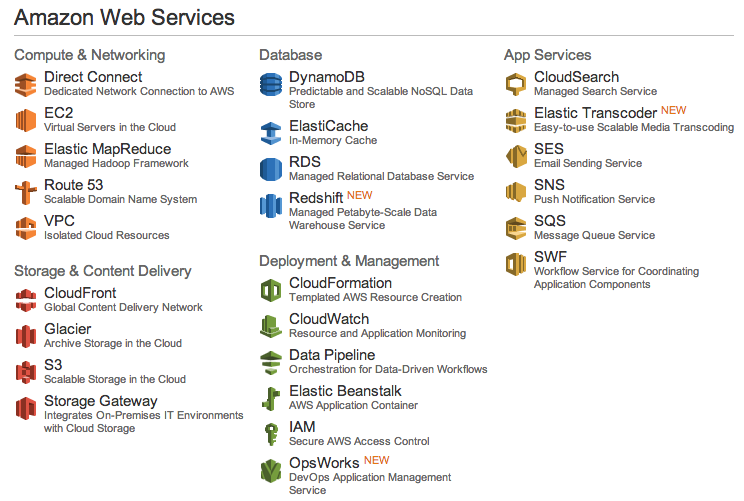 Amazon Web Services
Compute & Networking
Direct Connect
Dedicated Network Connection to AWS
EC2
Virtual Servers in the Cloud
Elastic MapReduce
Managed Hadoop Framework
Route 53
Scalable Domain Name System
VPC
Isolated Cloud Resources
Storage & Content Delivery
CloudFront
Global Content Delivery Network
Glacier
Archive Storage in the Cloud
S3
Scalable Storage in the Cloud
Storage Gateway
Integrates On-Premises IT Environments
with Cloud Storage
Database
DynamoDB
Predictable and Scalable NoSQL Data
Store
ElastiCache
In-Memory Cache
RDS
Managed Relational Database Service
Redshift NEW
Managed Petabyte-Scale Data
Warehouse Service
Deployment & Management
CloudFormation
Templated AWS Resource Creation
CloudWatch
Resource and Application Monitoring
Data Pipeline
Orchestration for Data-Driven Workflows
Elastic Beanstalk
AWS Application Container
IAM
Secure AWS Access Control
OpsWorks NEW
DevOps Application Management
Service
App Services
CloudSearch
Managed Search Service
Elastic Transcoder NEW
Easy-to-use Scalable Media Transcoding
SES
Email Sending Service
SNS
Push Notification Service
SQS
Message Queue Service
SWF
Workflow Service for Coordinating
Application Components